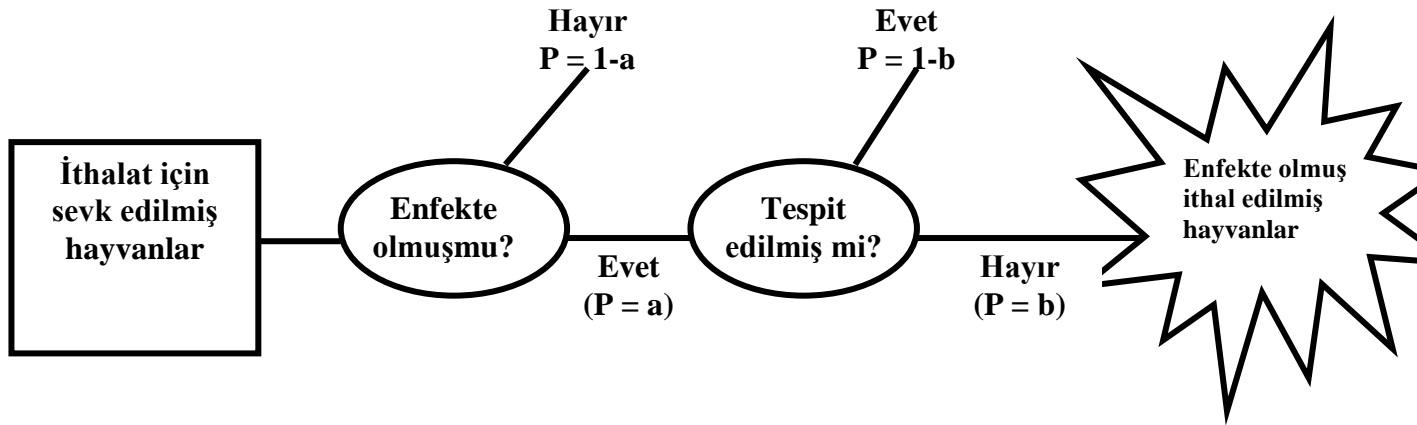 Hayır
P = 1-a
Evet
P = 1-b
İthalat için
sevk edilmiş
hayvanlar
Enfekte
olmuşmu?
Evet
(P = a)
Tespit
edilmiş mi?
Hayır
(P = b)
Enfekte olmuş
ithal edilmiş
hayvanlar